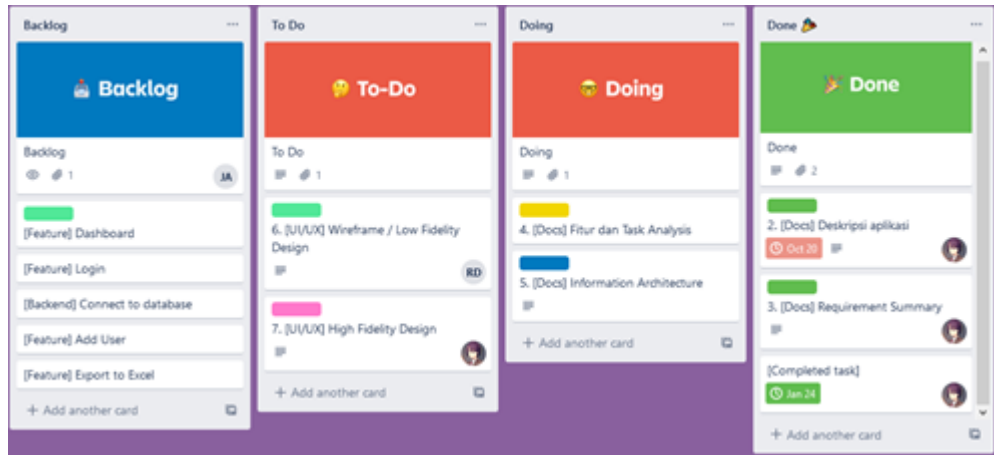 Backlog
Backlog
Backlog
1
JA
[Feature] Dashboard
[Feature] Login
[Backend] Connect to database
[Feature] Add User
[Feature] Export to Excel
+ Add another card
To Do
To-Do
To Do
1
6. [UI/UX] Wireframe / Low Fidelity
Design
RD
7. [UI/UX] High Fidelity Design
+ Add another card
Doing
Doing
Doing
1
4. [Docs] Fitur dan Task Analysis
5. [Docs] Information Architecture
+ Add another card
Done
Done
Done
2
2. [Docs] Deskripsi aplikasi
Oct 20
3. [Docs] Requirement Summary
[Completed task]
Jan 24
+ Add another card